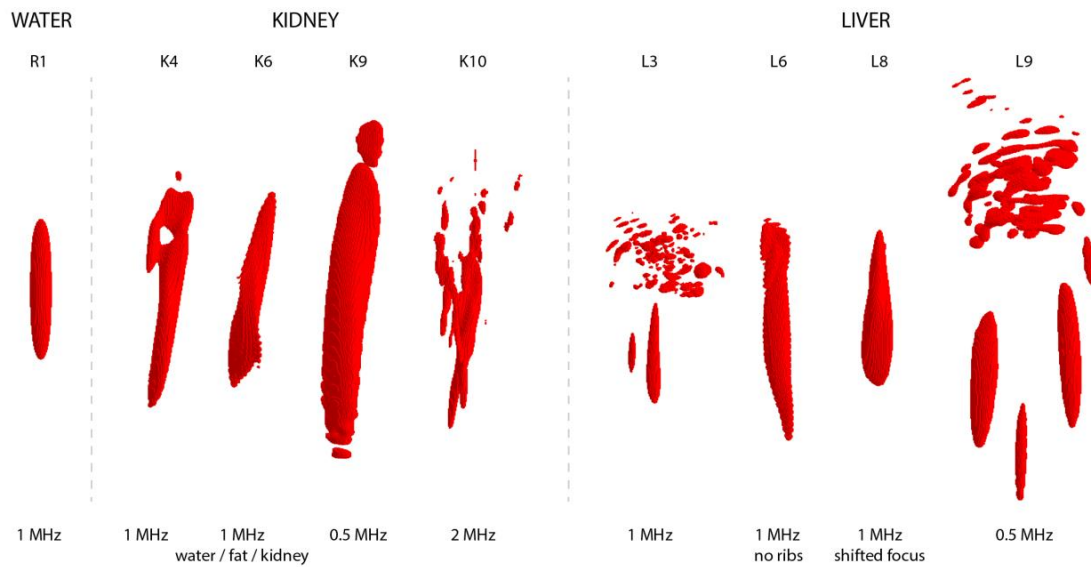 WATER KIDNEY LIVER
R1 K4 K6 K9 K10 L3 L6 L8 L9
1 MHz 1 MHz 1 MHz 0.5 MHz 2 MHz 1 MHz 1 MHz 1 MHz 0.5 MHz
water / fat / kidney no ribs shifted focus